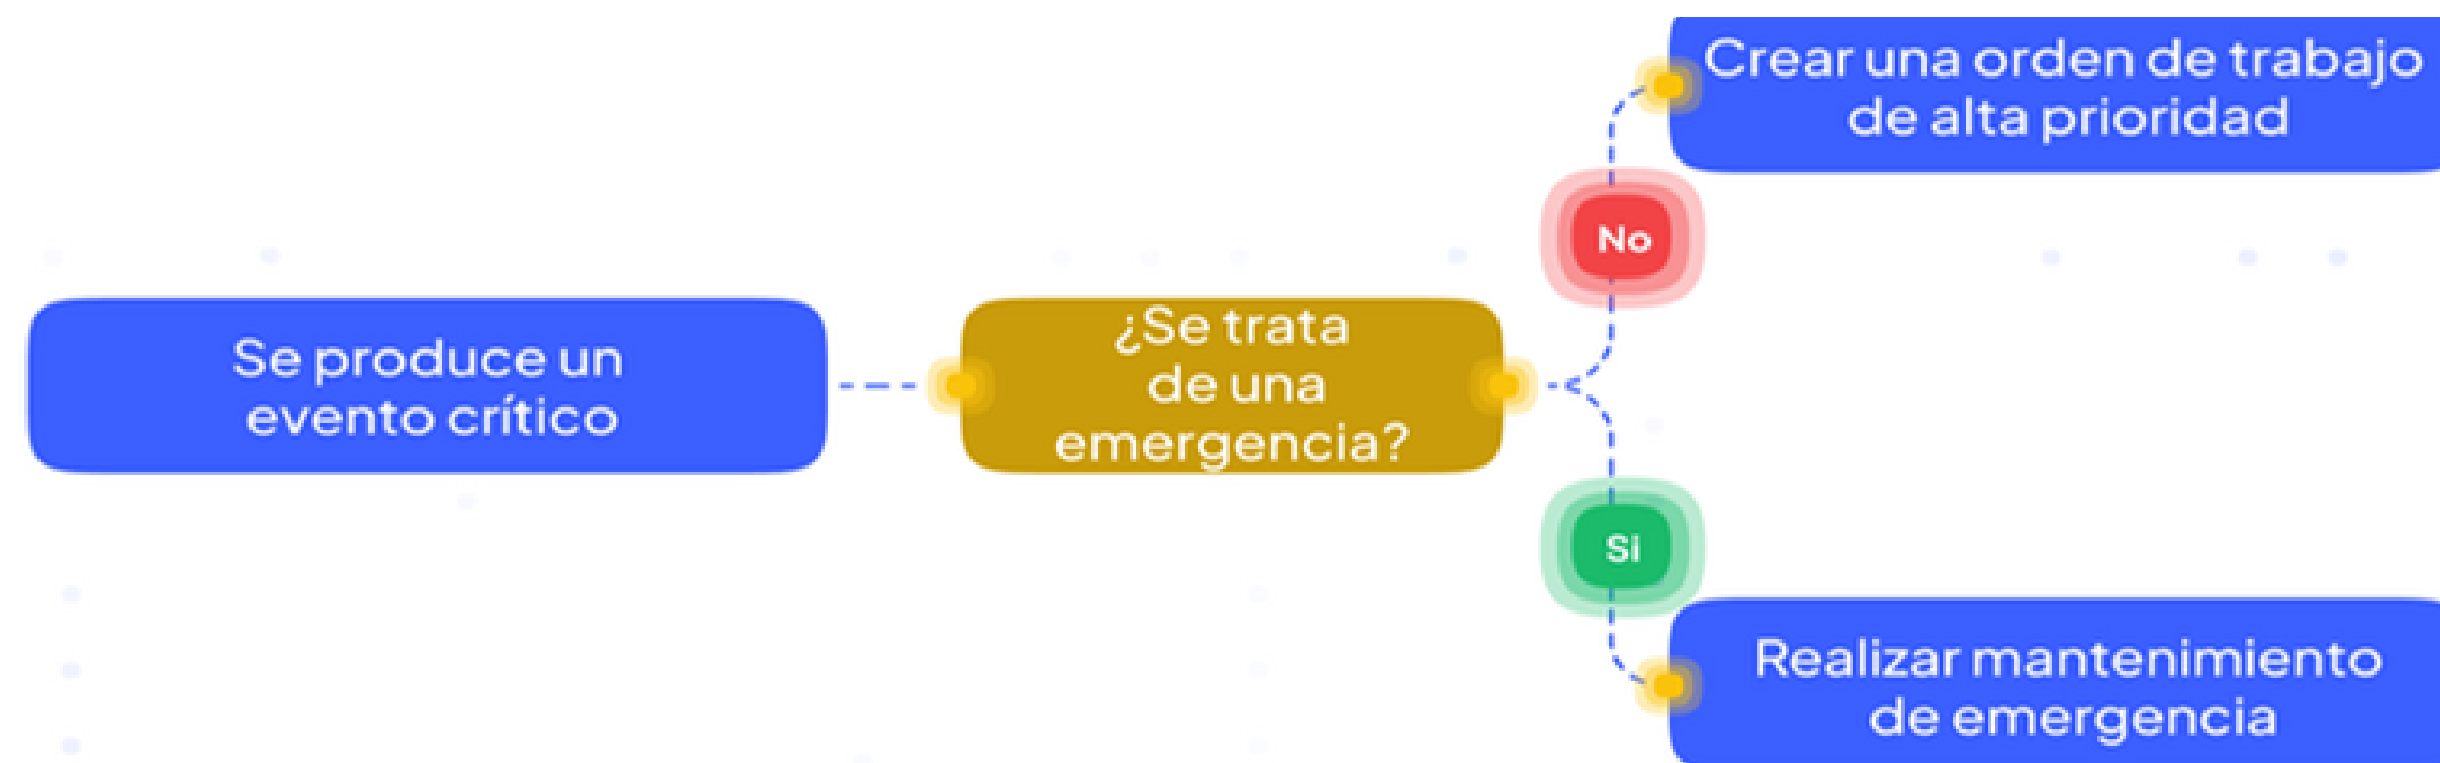 Se produce un
evento crítico
¿Se trata
de una
emergencia?
No
Crear una orden de trabajo
de alta prioridad
Si
Realizar mantenimiento
de emergencia